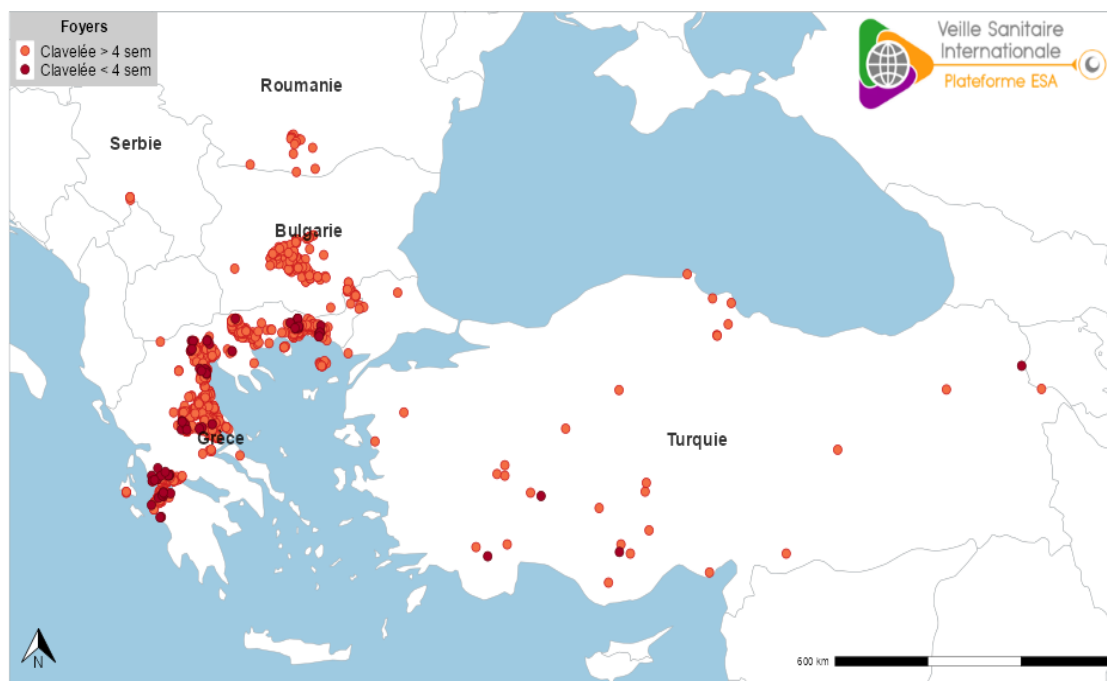 Foyers
Clavelée > 4 sem
Clavelée < 4 sem
Veille Sanitaire
Internationale
Plateforme ESA
Roumanie
Serbie
Bulgarie
Grèce
Turquie
N
600 km